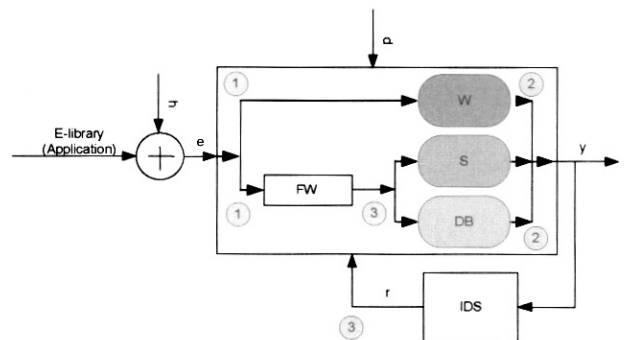 p
h
E-library
(Application)
e
1
W
2
S
y
FW
1
3
DB
2
r
IDS
3